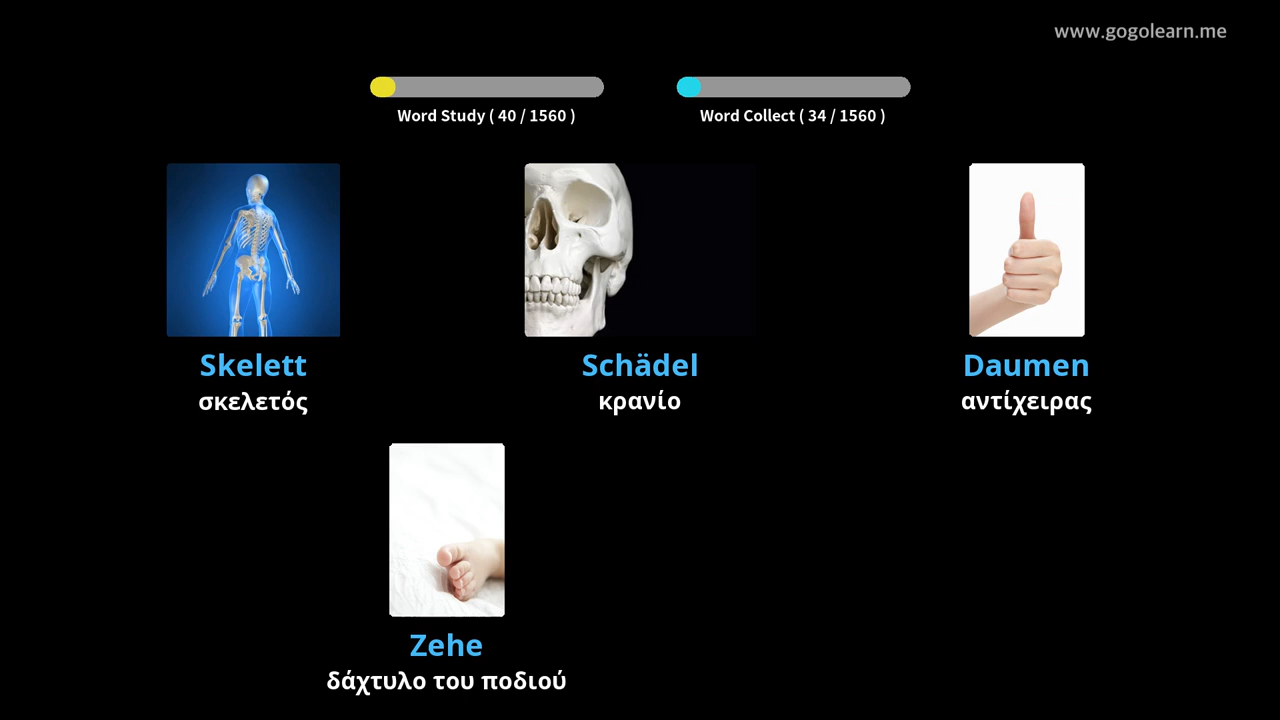 www.gogolearn.me
Word Study ( 40 / 1560 )
Word Collect ( 34 / 1560 )
Skelett
σκελετός
Schädel
κρανίο
Daumen
αντίχειρας
Zehe
δάχτυλο του ποδιού